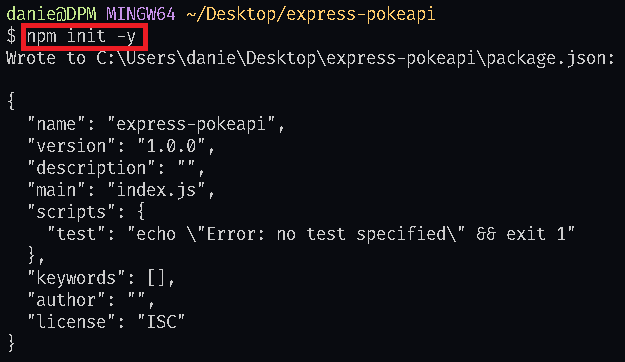 danie@DPM MINGW64 ~/Desktop/express-pokeapi
$ npm init -y
Wrote to C:\Users\danie\Desktop\express-pokeapi\package.json:

{
  "name": "express-pokeapi",
  "version": "1.0.0",
  "description": "",
  "main": "index.js",
  "scripts": {
    "test": "echo \"Error: no test specified\" && exit 1"
  },
  "keywords": [],
  "author": "",
  "license": "ISC"
}